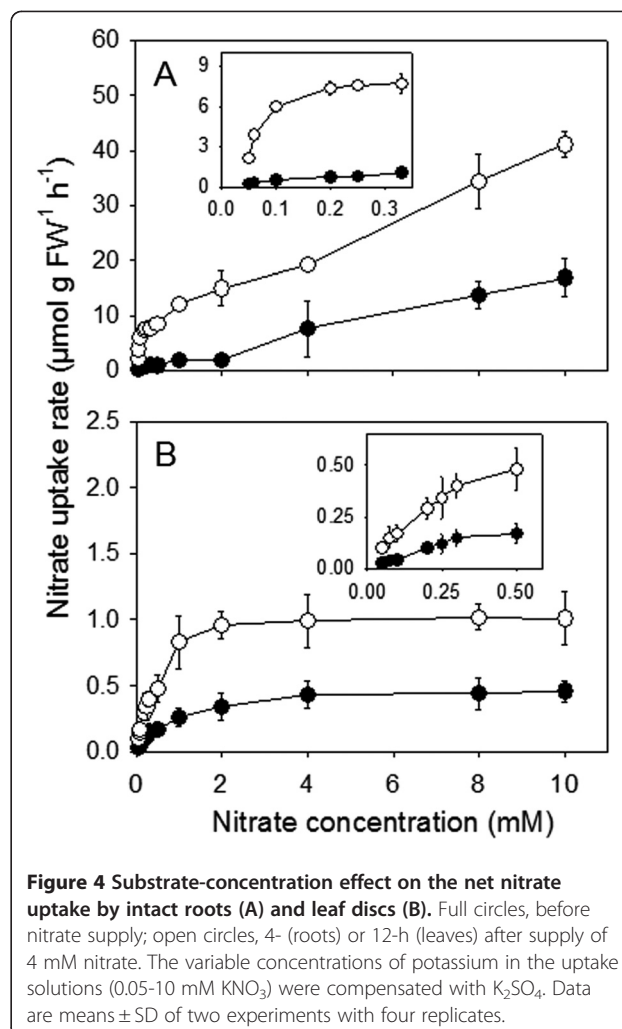 Nitrate uptake rate (µmol g FW⁻¹ h⁻¹)
A
60
50
40
30
20
10
0
9
6
3
0
0.0 0.1 0.2 0.3
B
2.5
2.0
1.5
1.0
0.5
0.0
0.50
0.25
0.00
0.00 0.25 0.50
0 2 4 6 8 10
Nitrate concentration (mM)
Figure 4 Substrate-concentration effect on the net nitrate
uptake by intact roots (A) and leaf discs (B). Full circles, before
nitrate supply; open circles, 4- (roots) or 12-h (leaves) after supply of
4 mM nitrate. The variable concentrations of potassium in the uptake
solutions (0.05-10 mM KNO₃) were compensated with K₂SO₄. Data
are means ± SD of two experiments with four replicates.